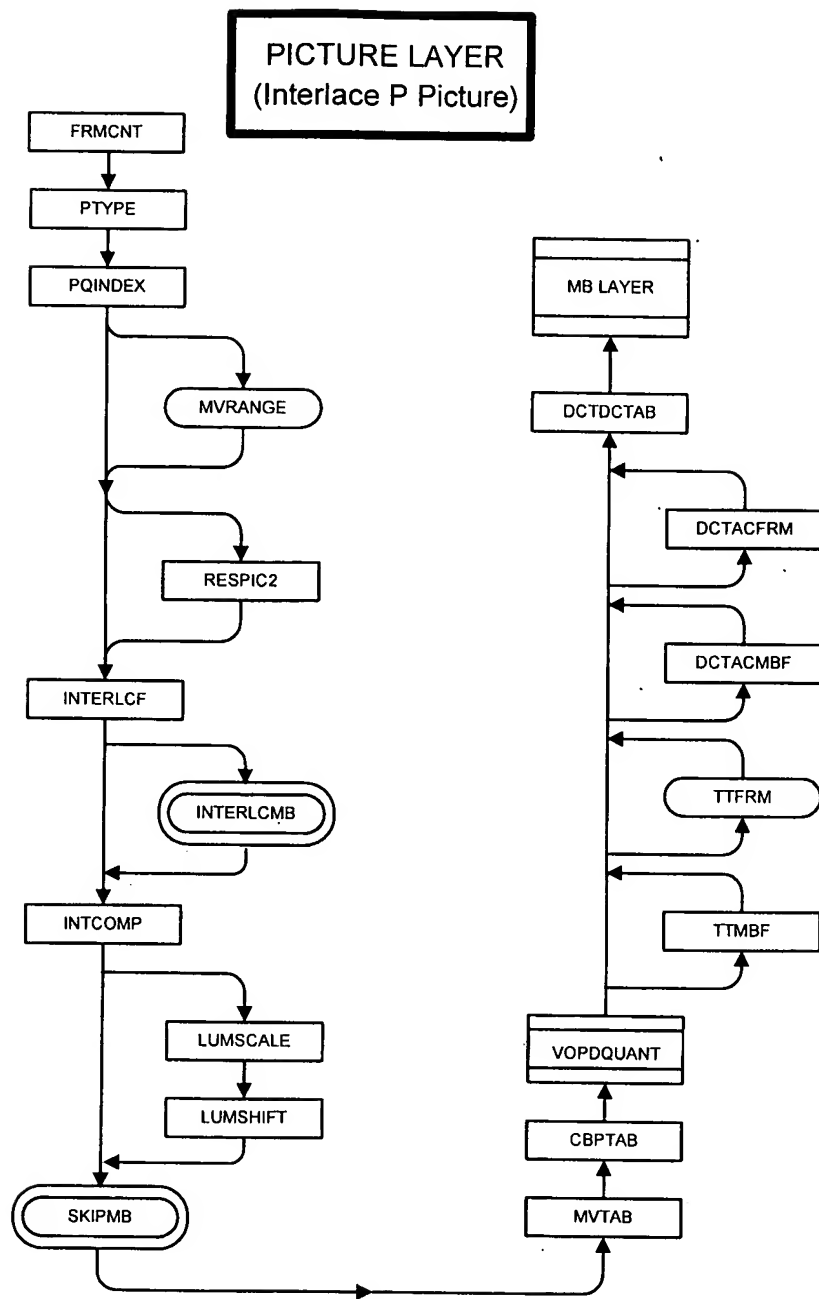 PICTURE LAYER
(Interlace P Picture)
FRMCNT
PTYPE
PQINDEX
MVRANGE
RESPIC2
INTERLCF
INTERLCMB
INTCOMP
LUMSCALE
LUMSHIFT
SKIPMB
MB LAYER
DCTDCTAB
DCTACFRM
DCTACMBF
TTFRM
TTMBF
VOPDQUANT
CBPTAB
MVTAB